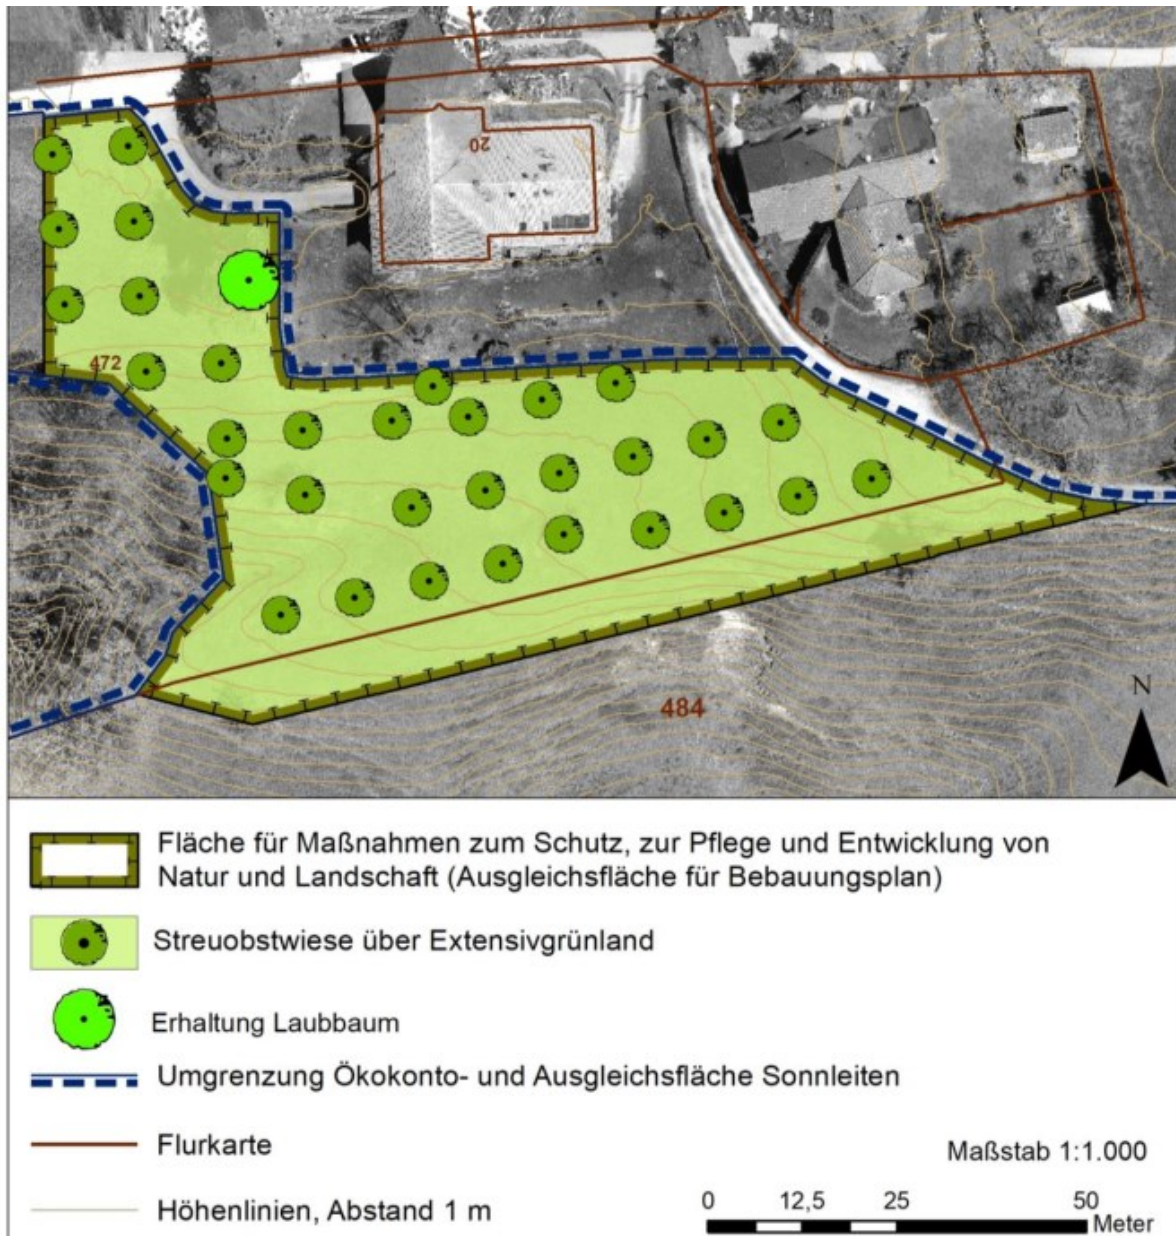 20
472
484
N
Fläche für Maßnahmen zum Schutz, zur Pflege und Entwicklung von
Natur und Landschaft (Ausgleichsfläche für Bebauungsplan)
Streuobstwiese über Extensivgrünland
Erhaltung Laubbaum
Umgrenzung Ökokonto- und Ausgleichsfläche Sonnleiten
Flurkarte
Maßstab 1:1.000
Höhenlinien, Abstand 1 m
0 12,5 25 50
Meter